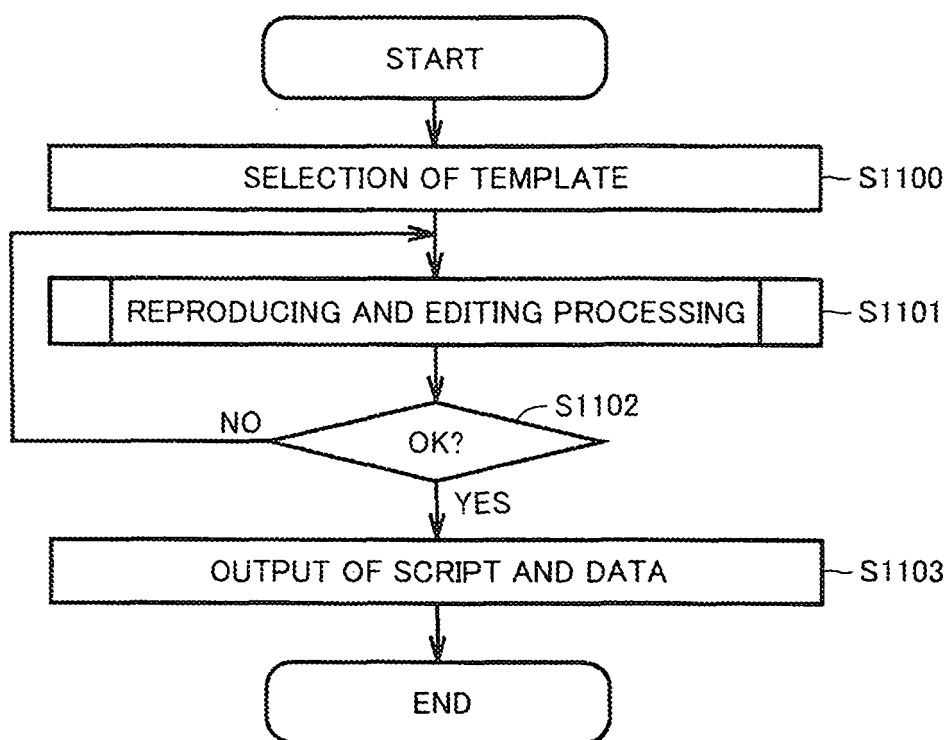 START
SELECTION OF TEMPLATE
S1100
REPRODUCING AND EDITING PROCESSING
S1101
S1102
NO
OK?
YES
OUTPUT OF SCRIPT AND DATA
S1103
END